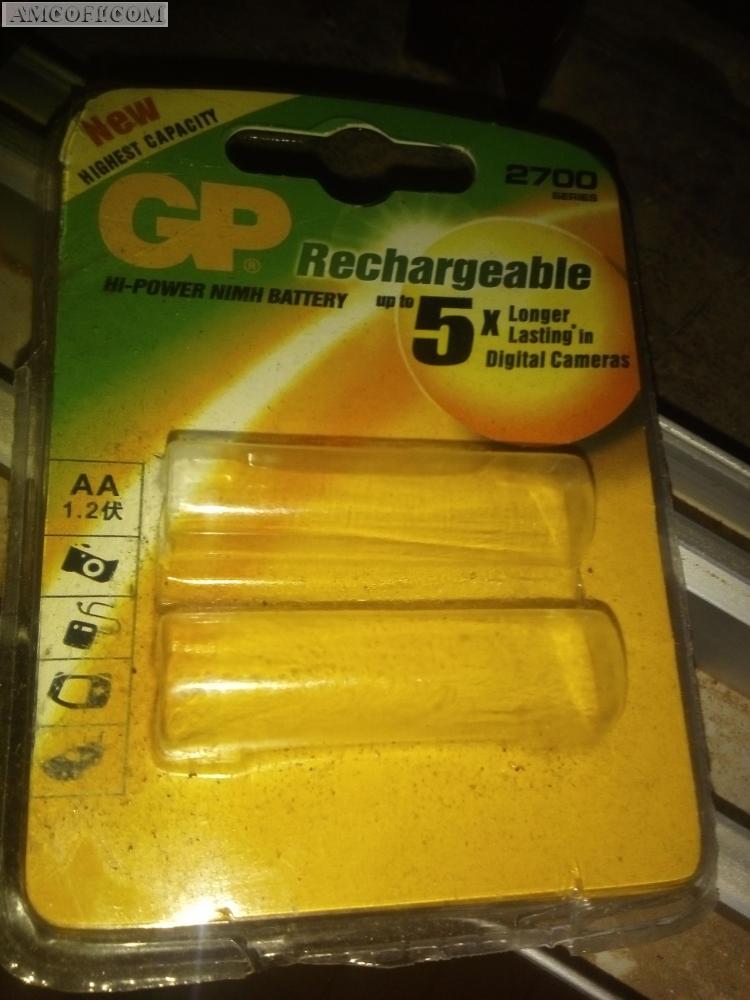 AMCOFI.COM
New
HIGHEST CAPACITY
2700
SERIES
GP®
Rechargeable
HI-POWER NIMH BATTERY
up to 5 x Longer
Lasting* in
Digital Cameras
AA
1.2伏